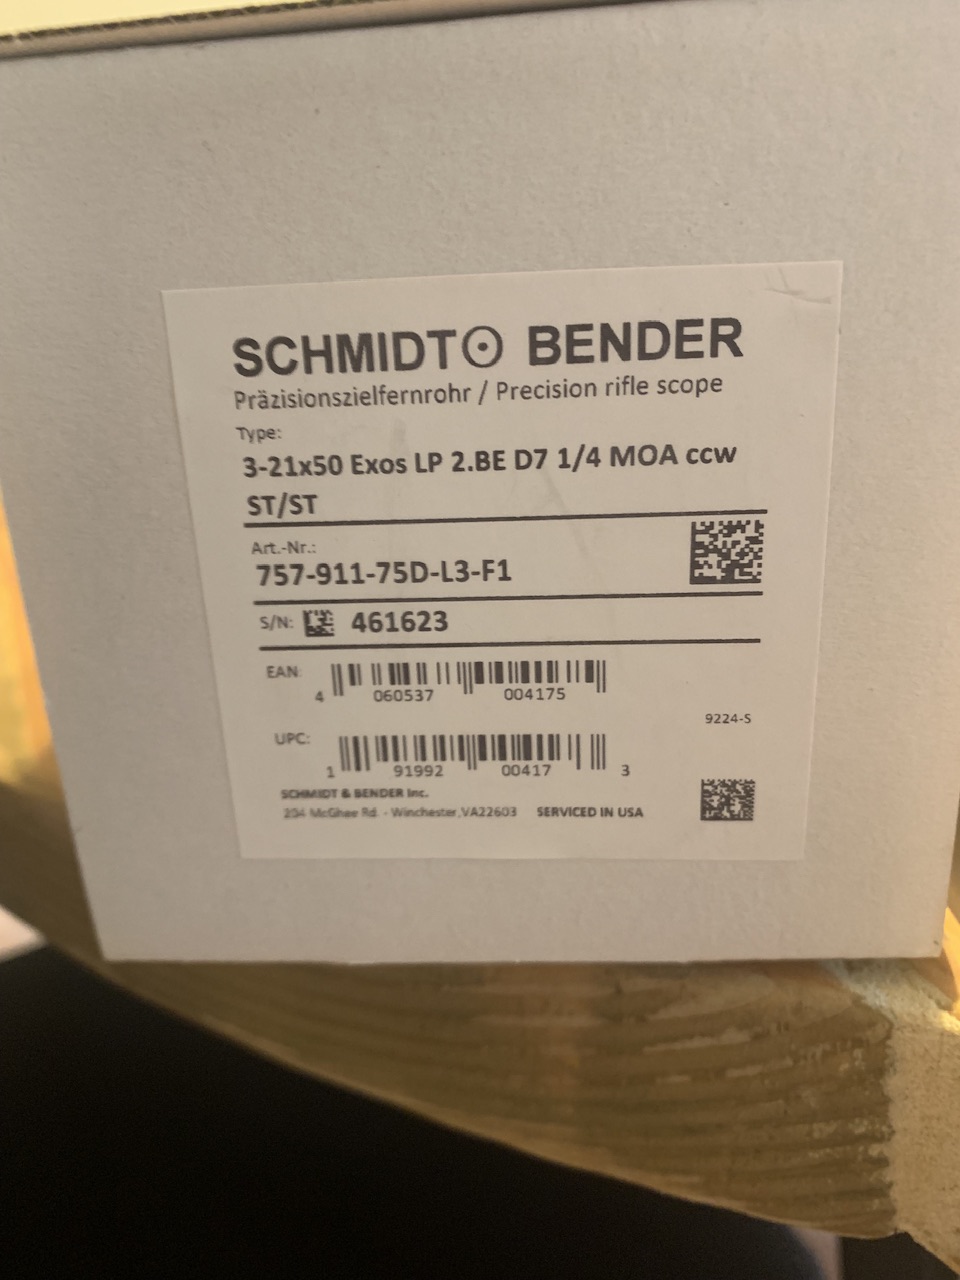 SCHMIDT BENDER
Präzisionszielfernrohr / Precision rifle scope
Type:
3-21x50 Exos LP 2.BE D7 1/4 MOA ccw
ST/ST
Art.-Nr.:
757-911-75D-L3-F1
S/N: 461623
EAN:
4 060537 004175
9224-S
UPC:
1 91992 00417 3
SCHMIDT & BENDER Inc.
204 McGhee Rd. - Winchester,VA22603 SERVICED IN USA